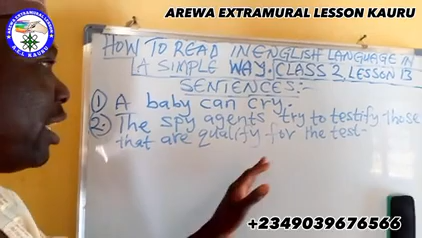 AREWA EXTRAMURAL LESSON KAURU
HOW TO READ IN ENGLISH LANGUAGE IN
A SIMPLE WAY. CLASS 2, LESSON 13
SENTENCES:-
① A baby can cry.
②. The spy agents try to testify those
that are qualify for the test.
+2349039676566